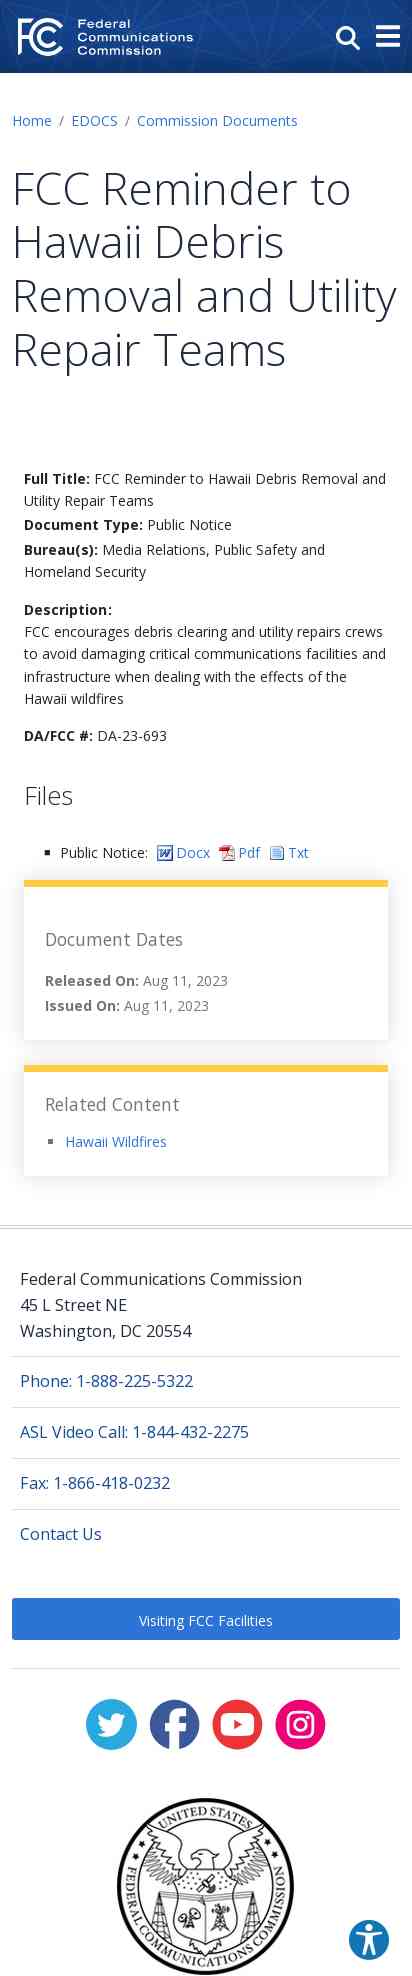 Federal
Communications
Commission
Home / EDOCS / Commission Documents
FCC Reminder to
Hawaii Debris
Removal and Utility
Repair Teams
Full Title: FCC Reminder to Hawaii Debris Removal and
Utility Repair Teams
Document Type: Public Notice
Bureau(s): Media Relations, Public Safety and
Homeland Security
Description:
FCC encourages debris clearing and utility repairs crews
to avoid damaging critical communications facilities and
infrastructure when dealing with the effects of the
Hawaii wildfires
DA/FCC #: DA-23-693
Files
Public Notice: Docx Pdf Txt
Document Dates
Released On: Aug 11, 2023
Issued On: Aug 11, 2023
Related Content
Hawaii Wildfires
Federal Communications Commission
45 L Street NE
Washington, DC 20554
Phone: 1-888-225-5322
ASL Video Call: 1-844-432-2275
Fax: 1-866-418-0232
Contact Us
Visiting FCC Facilities
UNITED STATES
FEDERAL COMMUNICATIONS COMMISSION